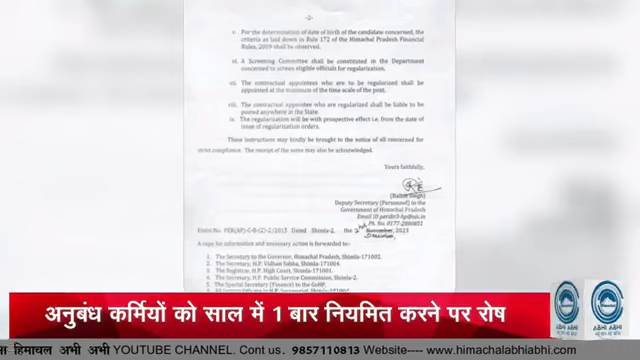 -2-
v. For the determination of date of birth of the candidate concerned, the
criteria as laid down in Rule 172 of the Himachal Pradesh Financial
Rules, 2009 shall be observed.
vi. A Screening Committee shall be constituted in the Department
concerned to screen eligible officials for regularization.
vii. The contractual appointees who are to be regularized shall be
appointed at the minimum of the time scale of the post.
viii. The contractual appointee who are regularized shall be liable to be
posted anywhere in the State.
ix. The regularization will be with prospective effect i.e. from the date of
issue of regularisation orders.
These instructions may kindly be brought to the notice of all concerned for
strict compliance. The receipt of the same may also be acknowledged.
Yours faithfully,
Deputy Secretary (Personnel) to the
Government of Himachal Pradesh
Ph. No. 0177-2880851
Dated Shimla-2, the November, 2023
A copy for information and necessary action is forwarded to:-
1. The Secretary to the Governor, Himachal Pradesh, Shimla-171002.
2. The Secretary, H.P. Vidhan Sabha, Shimla-171004.
3. The Registrar, H.P. High Court, Shimla-171001.
4. The Secretary, H.P. Public Service Commission, Shimla-2.
5. The Special Secretary (Finance) to the GoHP.
अनुबंध कर्मियों को साल में 1 बार नियमित करने पर रोष
हिमाचल अभी अभी YOUTUBE CHANNEL. Cont us. 9857110813 Website---- www.himachalabhiabhi.com